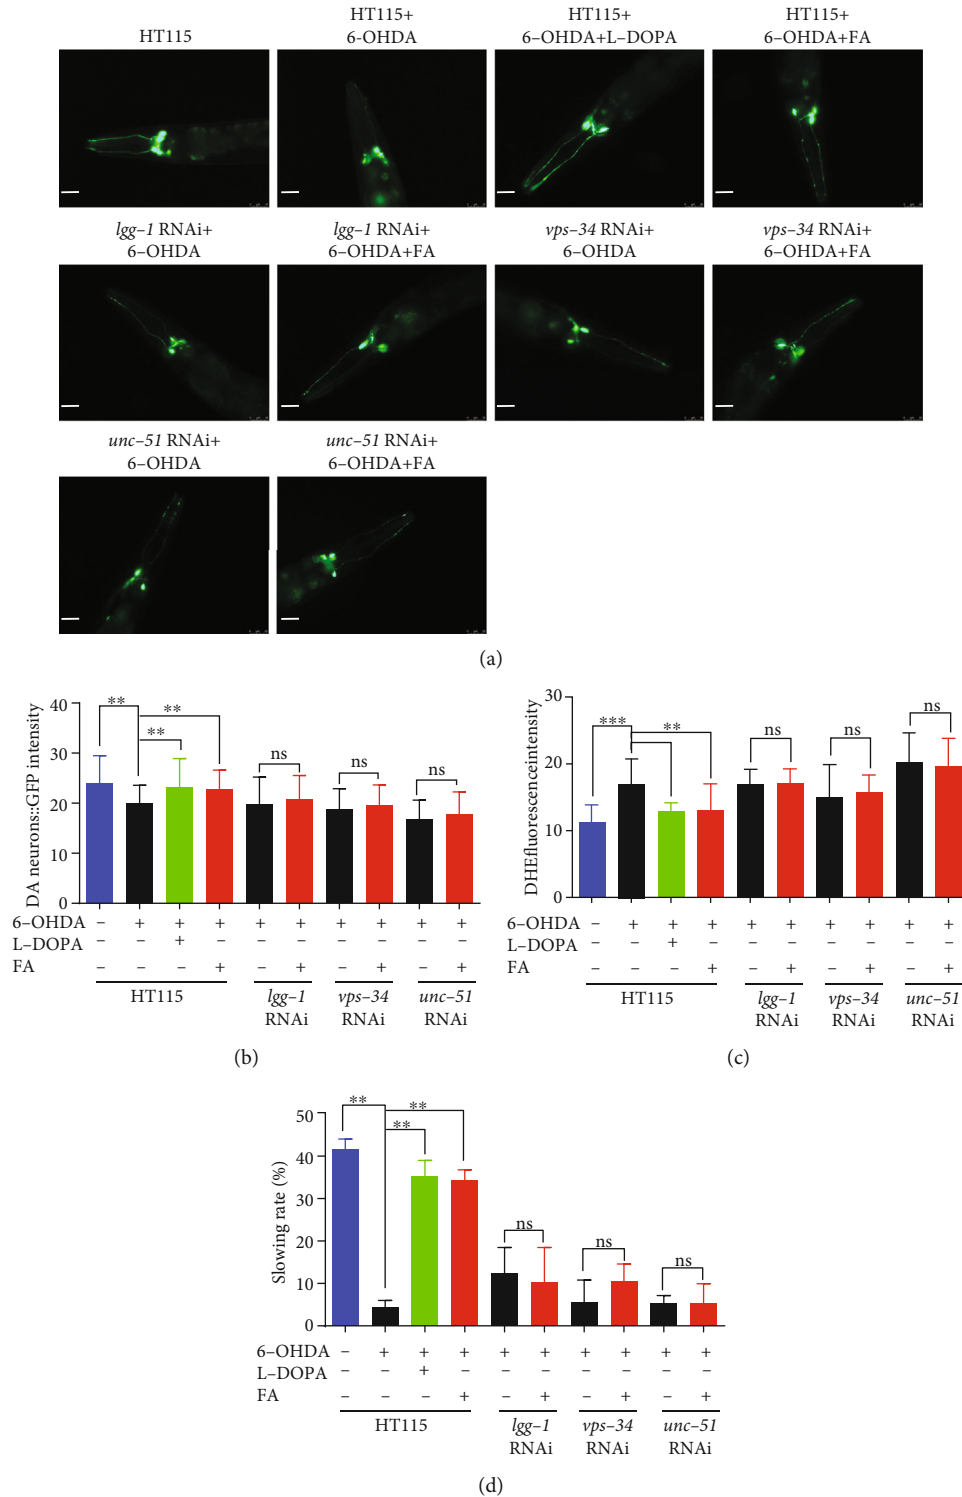 HT115
HT115+
6-OHDA
HT115+
6–OHDA+L–DOPA
HT115+
6–OHDA+FA
lgg–1 RNAi+
6–OHDA
lgg–1 RNAi+
6–OHDA+FA
vps–34 RNAi+
6–OHDA
vps–34 RNAi+
6–OHDA+FA
unc–51 RNAi+
6–OHDA
unc–51 RNAi+
6–OHDA+FA
(a)
DA neurons::GFP intensity
40
30
20
10
0
** ** ** ns ns ns
6–OHDA – + + + + + + + + +
L–DOPA – – + – – – – – – –
FA – – – + – + – + – +
HT115
lgg–1
RNAi
vps–34
RNAi
unc–51
RNAi
(b)
DHEfluorescenceintensity
30
20
10
0
*** ** ns ns ns
6–OHDA – + + + + + + + + +
L–DOPA – – + – – – – – – –
FA – – – + – + – + – +
HT115
lgg–1
RNAi
vps–34
RNAi
unc–51
RNAi
(c)
Slowing rate (%)
50
40
30
20
10
0
** ** ** ns ns ns
6–OHDA – + + + + + + + + +
L–DOPA – – + – – – – – – –
FA – – – + – + – + – +
HT115
lgg–1
RNAi
vps–34
RNAi
unc–51
RNAi
(d)